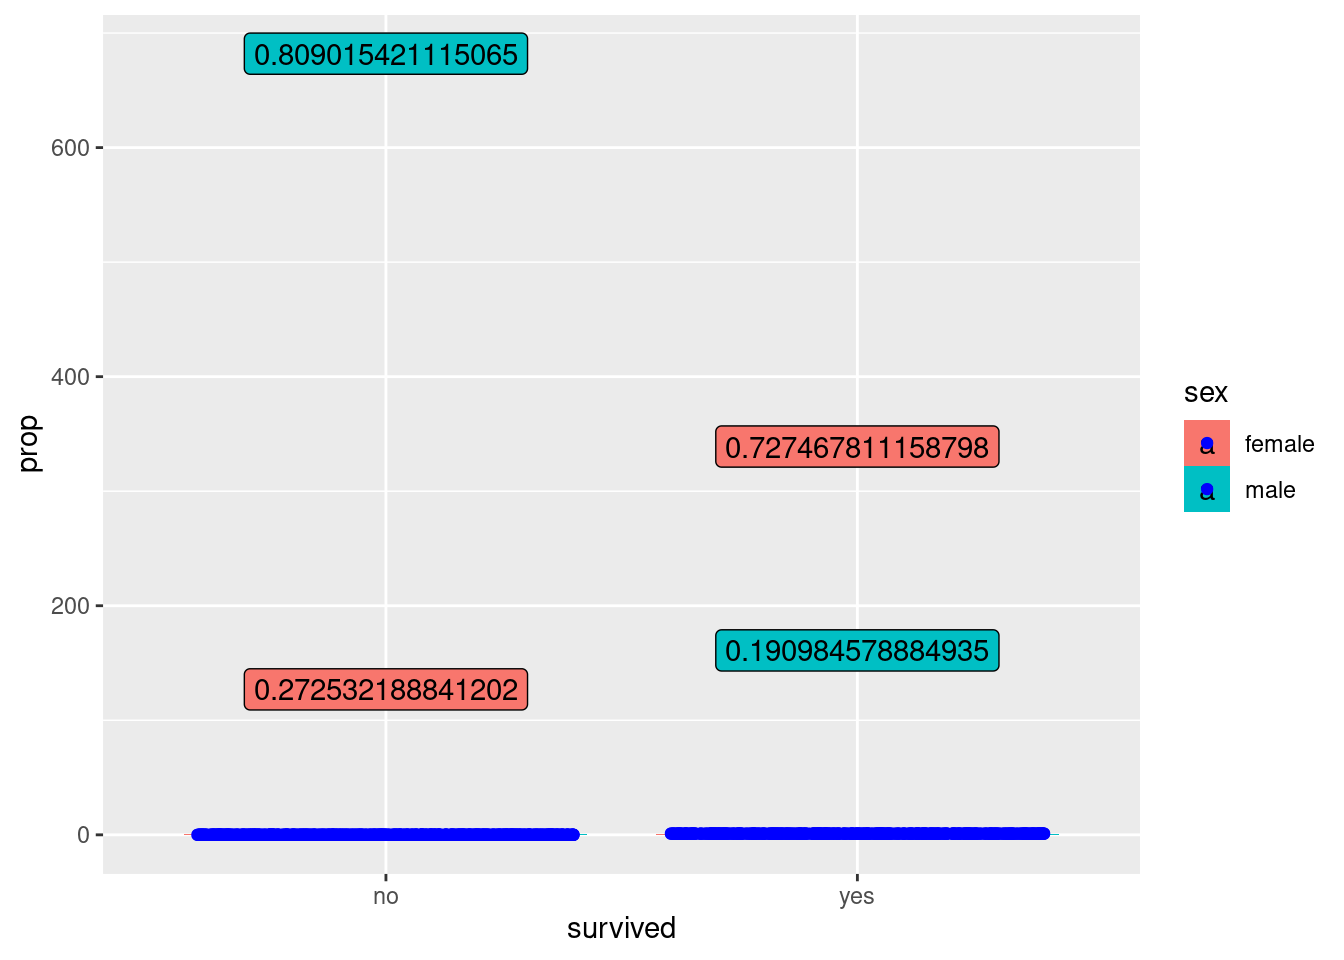 0.809015421115065
600
400
0.727467811158798
200
0.190984578884935
0.272532188841202
0
no
yes
survived
prop
sex
a
female
a
male